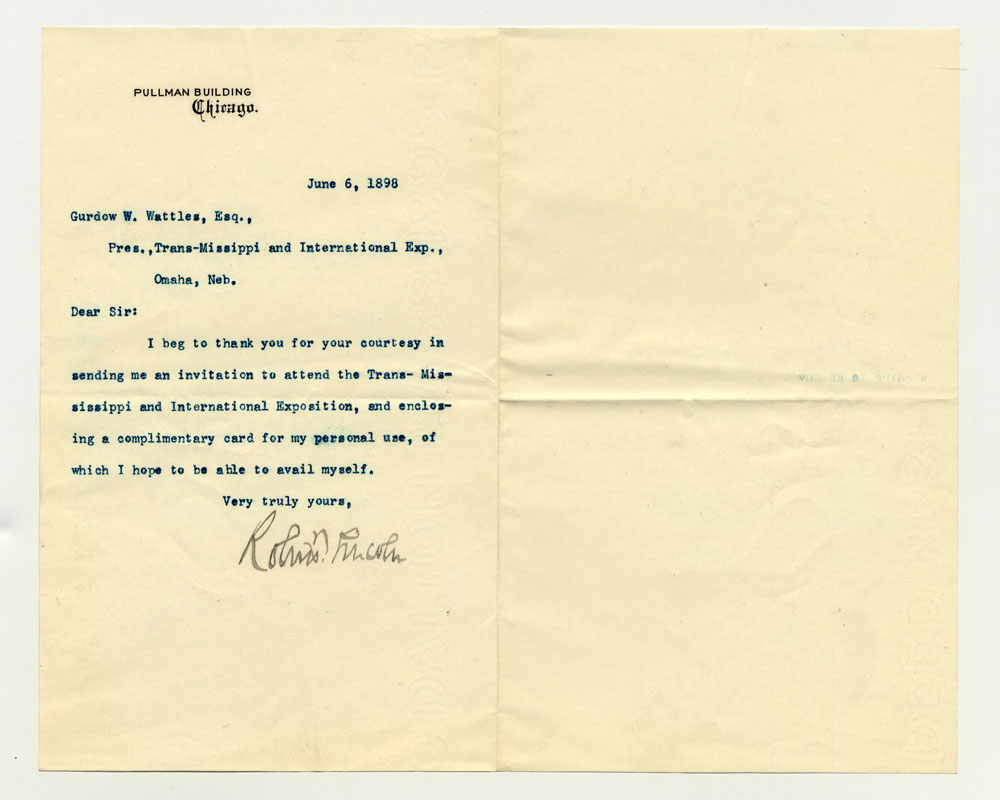 PULLMAN BUILDING
Chicago.
June 6, 1898
Gurdow W. Wattles, Esq.,
Pres.,Trans-Missippi and International Exp.,
Omaha, Neb.
Dear Sir:
I beg to thank you for your courtesy in
sending me an invitation to attend the Trans- Mis-
sissippi and International Exposition, and enclos-
ing a complimentary card for my personal use, of
which I hope to be able to avail myself.
Very truly yours,
Robert T. Lincoln